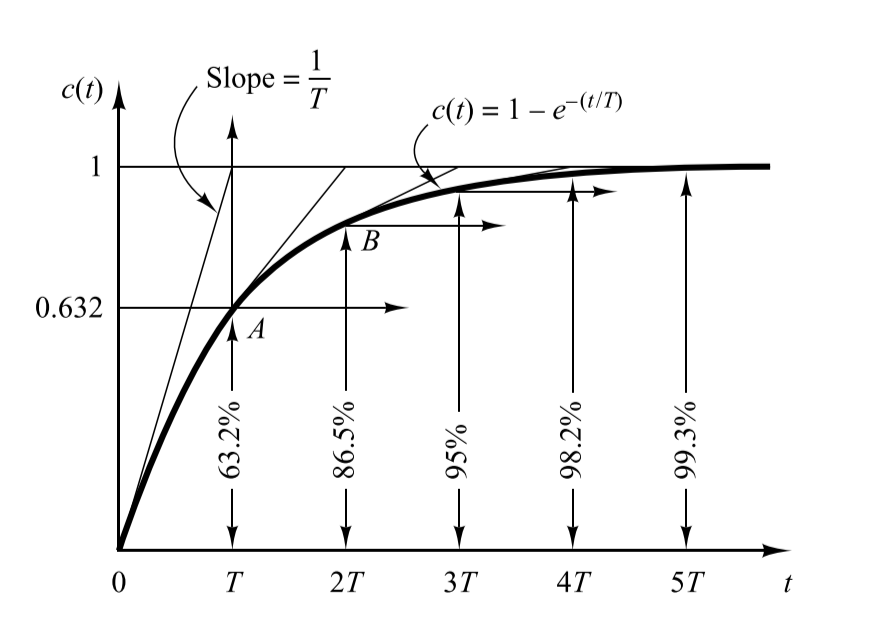 Slope = 1/T
c(t)
c(t) = 1 − e^−(t/T)
1
B
0.632
A
63.2%
86.5%
95%
98.2%
99.3%
0
T
2T
3T
4T
5T
t